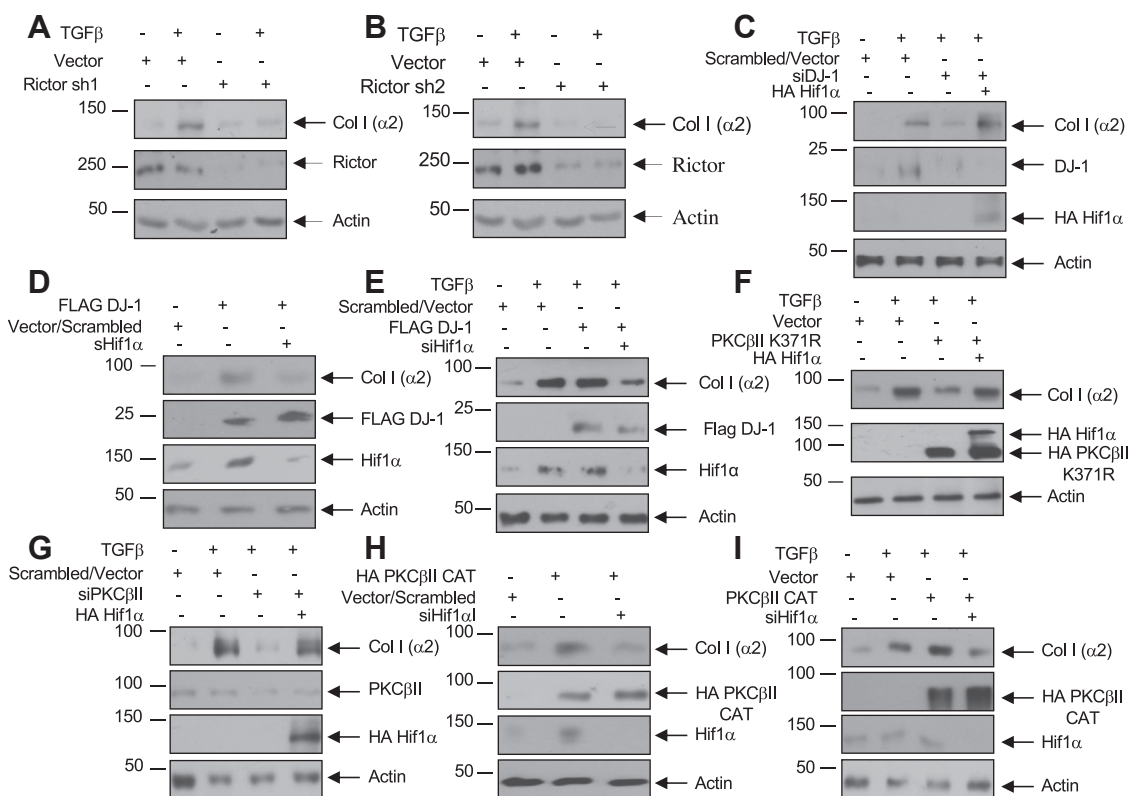 A
TGFβ - + - +
Vector + + - -
Rictor sh1 - - + +
150
Col I (α2)
250
Rictor
50
Actin
B
TGFβ - + - +
Vector + + - -
Rictor sh2 - - + +
150
Col I (α2)
250
Rictor
50
Actin
C
TGFβ - + + +
Scrambled/Vector + + - -
siDJ-1 - - + +
HA Hif1α - - - +
100
Col I (α2)
25
DJ-1
150
HA Hif1α
50
Actin
D
FLAG DJ-1 - + +
Vector/Scrambled + - -
sHif1α - - +
100
Col I (α2)
25
FLAG DJ-1
150
Hif1α
50
Actin
E
TGFβ - + + +
Scrambled/Vector + + - -
FLAG DJ-1 - - + +
siHif1α - - - +
100
Col I (α2)
25
Flag DJ-1
150
Hif1α
50
Actin
F
TGFβ - + + +
Vector + + - -
PKCβII K371R - - + +
HA Hif1α - - - +
100
Col I (α2)
150
HA Hif1α
100
HA PKCβII
K371R
50
Actin
G
TGFβ - + + +
Scrambled/Vector + + - -
siPKCβII - - + +
HA Hif1α - - - +
100
Col I (α2)
100
PKCβII
150
HA Hif1α
50
Actin
H
HA PKCβII CAT - + +
Vector/Scrambled + - -
siHif1αl - - +
100
Col I (α2)
100
HA PKCβII
CAT
150
Hif1α
50
Actin
I
TGFβ - + + +
Vector + + - -
PKCβII CAT - - + +
siHif1α - - - +
100
Col I (α2)
100
HA PKCβII
CAT
150
Hif1α
50
Actin